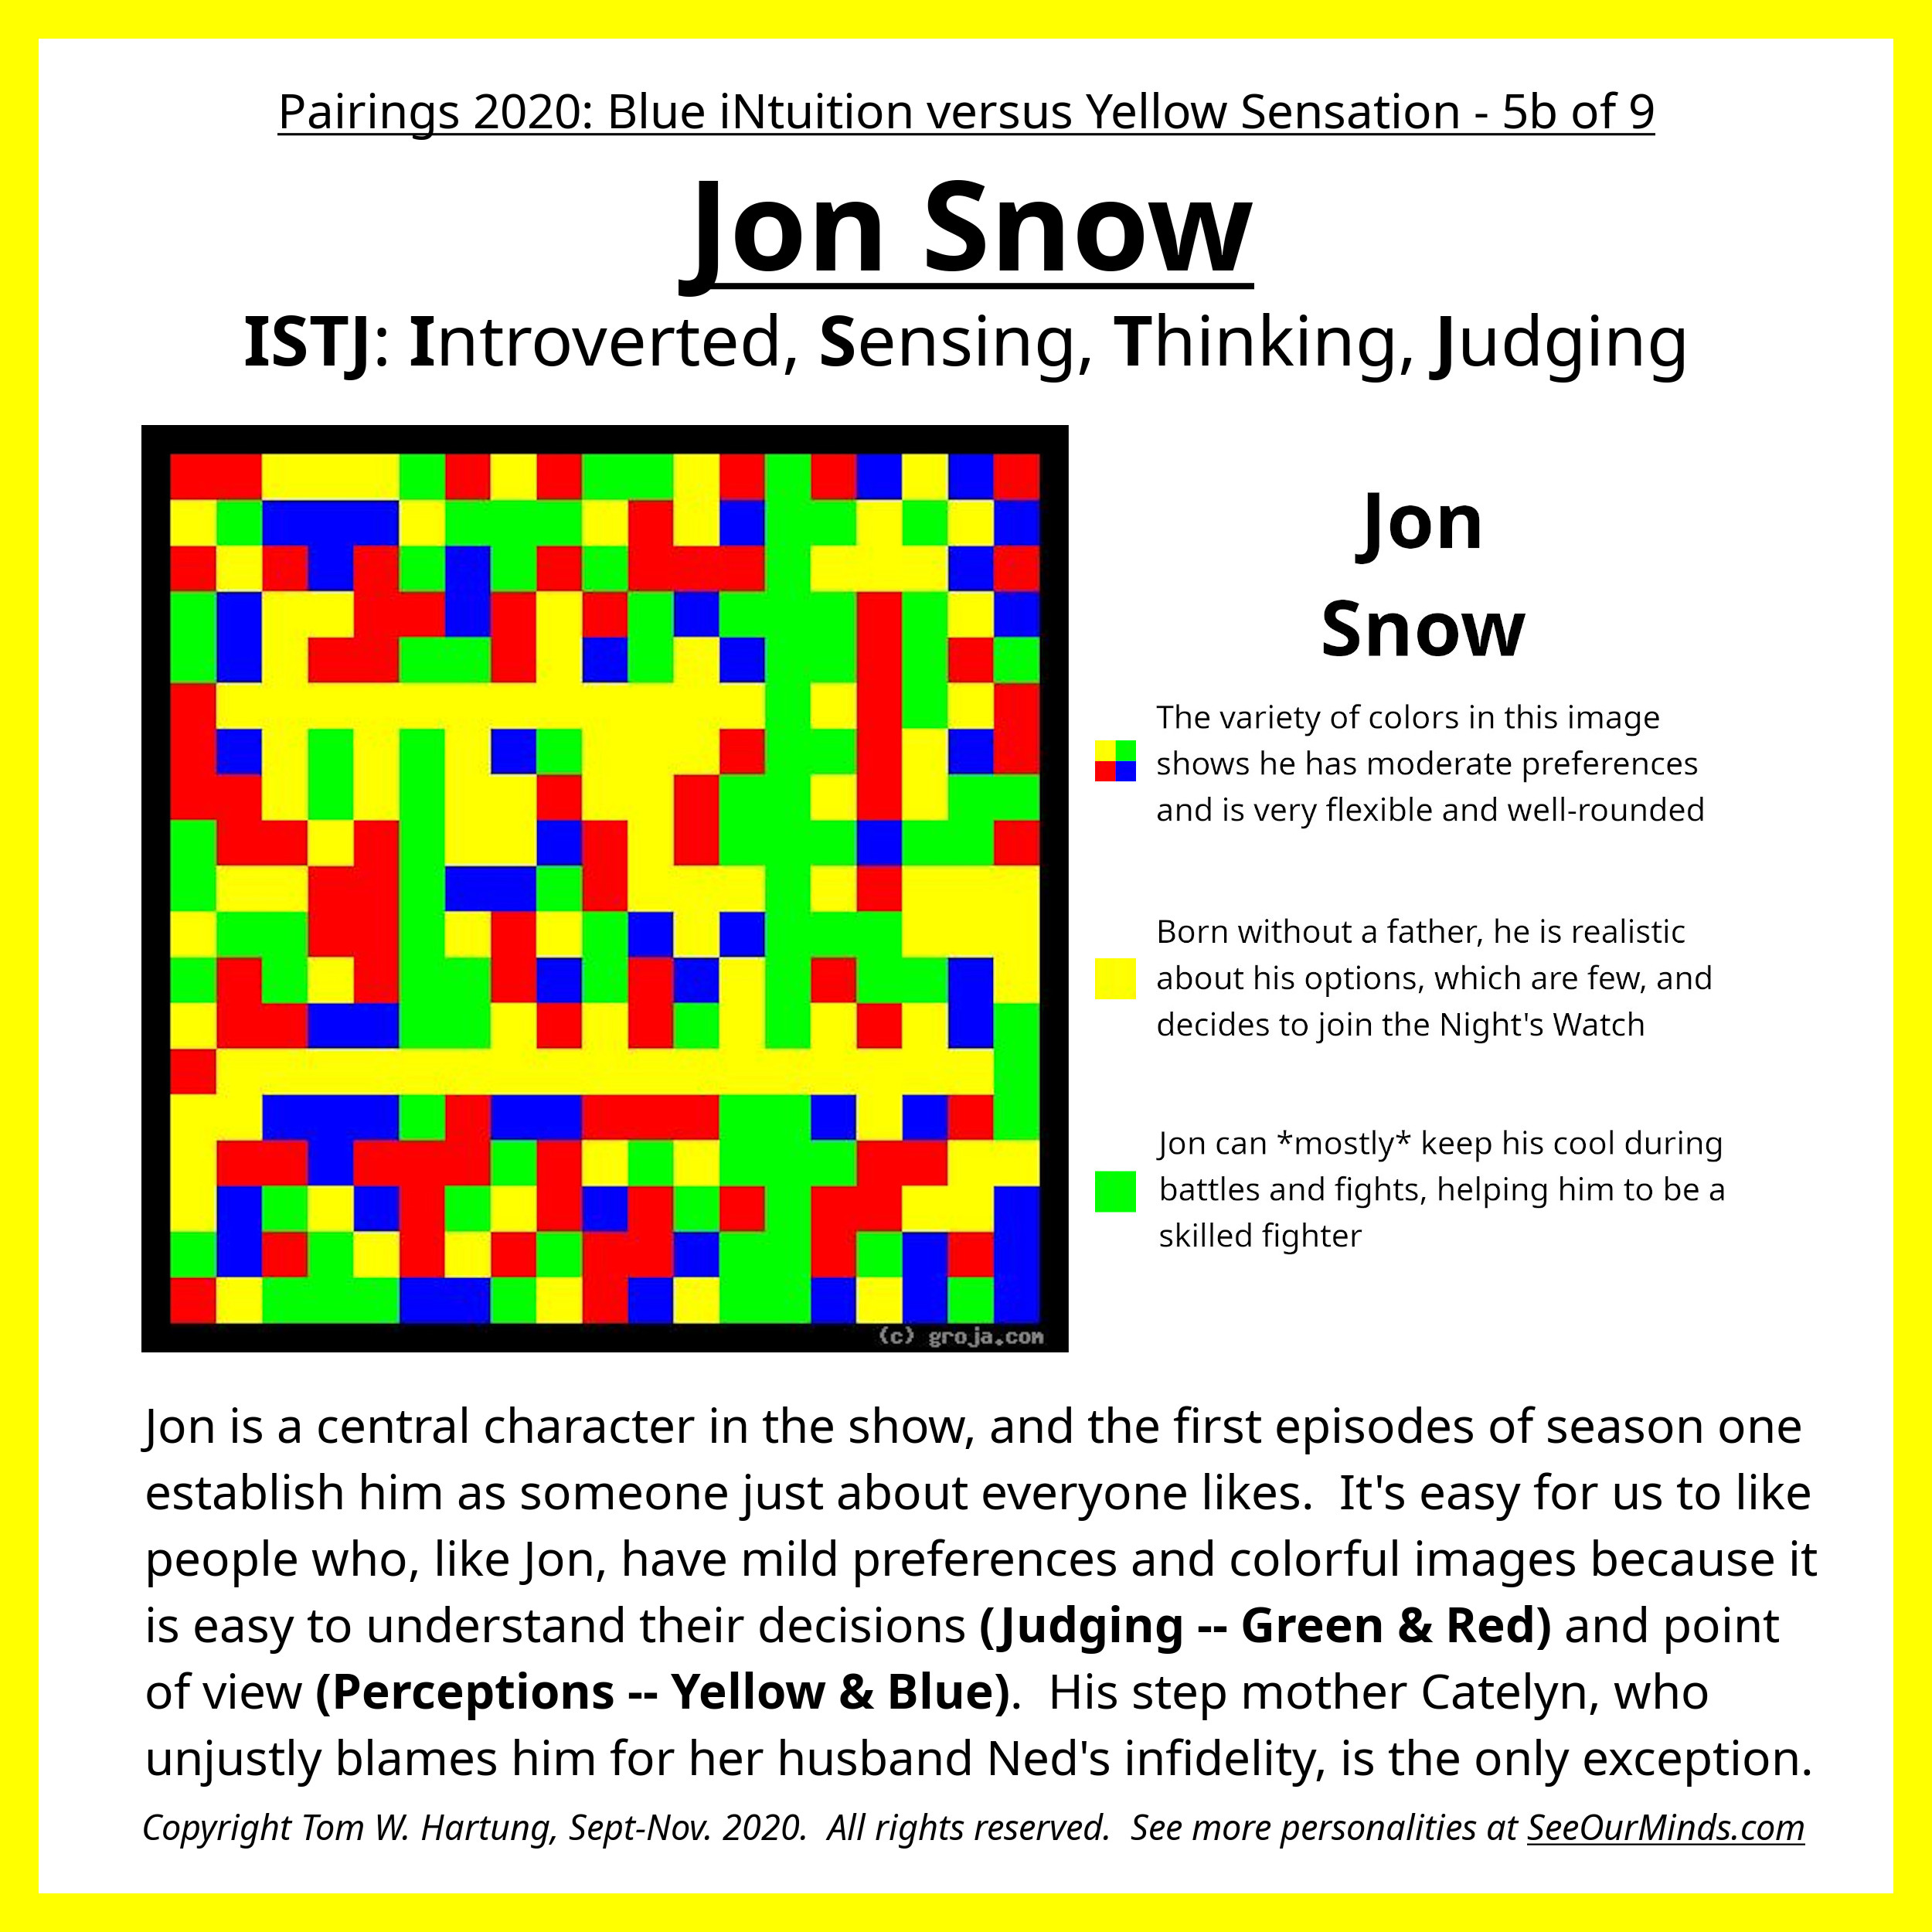 Pairings 2020: Blue iNtuition versus Yellow Sensation - 5b of 9
Jon Snow
ISTJ: Introverted, Sensing, Thinking, Judging
Jon
Snow
The variety of colors in this image
shows he has moderate preferences
and is very flexible and well-rounded
Born without a father, he is realistic
about his options, which are few, and
decides to join the Night's Watch
Jon can *mostly* keep his cool during
battles and fights, helping him to be a
skilled fighter
(c) groja.com
Jon is a central character in the show, and the first episodes of season one
establish him as someone just about everyone likes.  It's easy for us to like
people who, like Jon, have mild preferences and colorful images because it
is easy to understand their decisions (Judging -- Green & Red) and point
of view (Perceptions -- Yellow & Blue).  His step mother Catelyn, who
unjustly blames him for her husband Ned's infidelity, is the only exception.
Copyright Tom W. Hartung, Sept-Nov. 2020.  All rights reserved.  See more personalities at SeeOurMinds.com